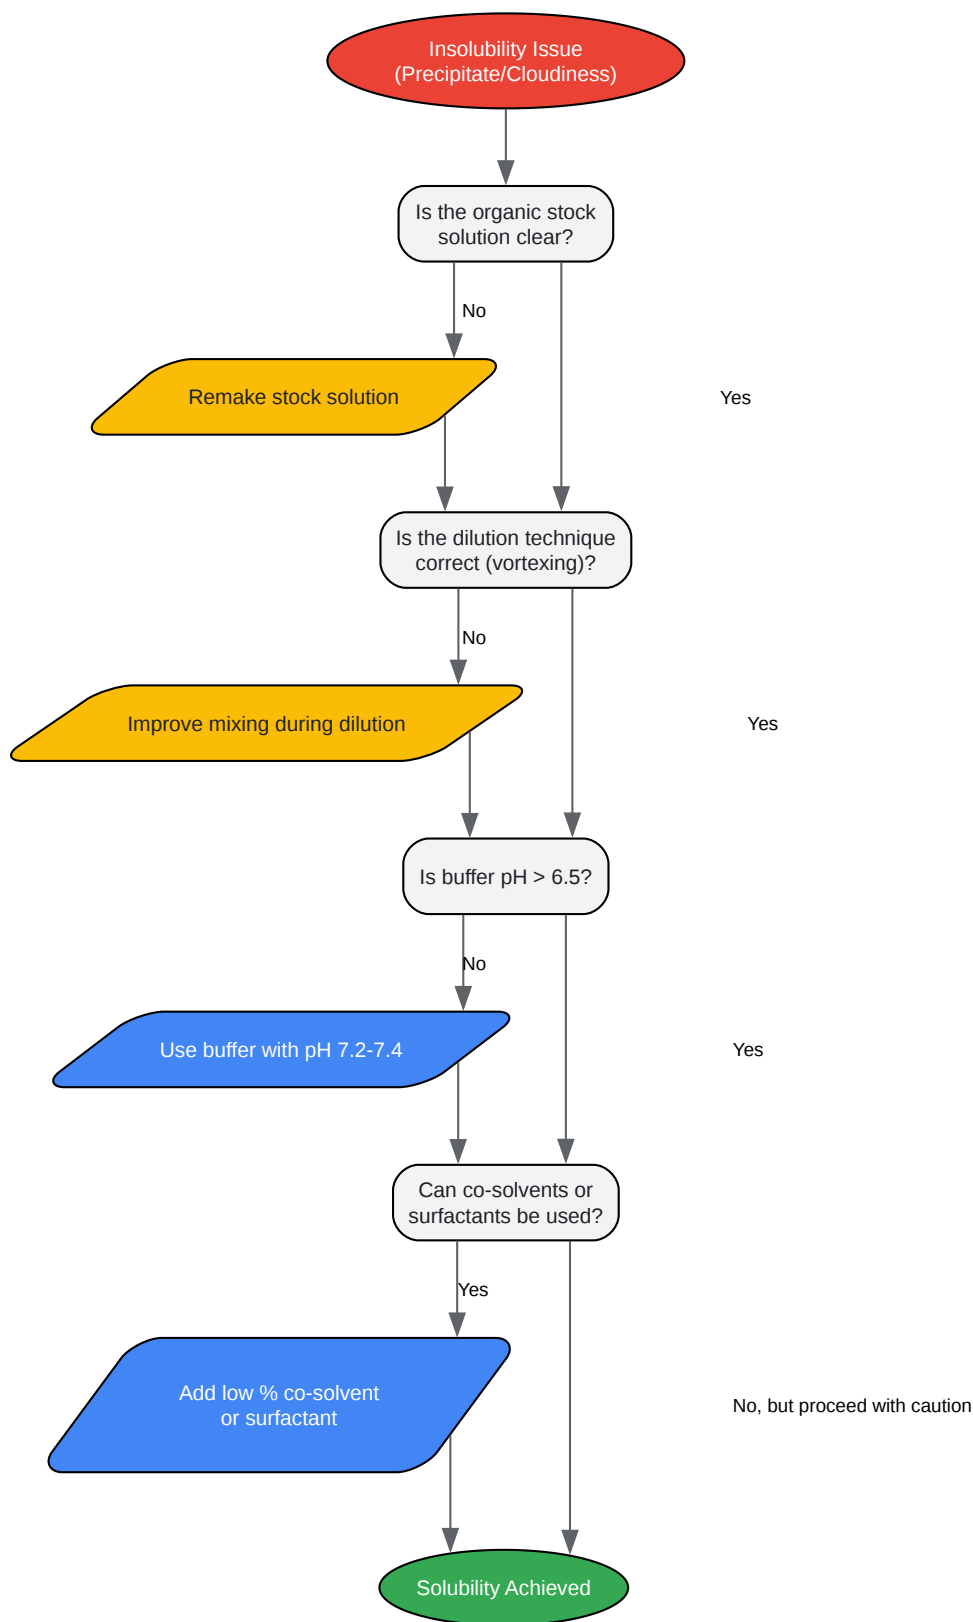 Insolubility Issue
(Precipitate/Cloudiness)
Is the organic stock
solution clear?
No
Remake stock solution
Yes
Is the dilution technique
correct (vortexing)?
No
Improve mixing during dilution
Yes
Is buffer pH > 6.5?
No
Use buffer with pH 7.2-7.4
Yes
Can co-solvents or
surfactants be used?
Yes
Add low % co-solvent
or surfactant
No, but proceed with caution
Solubility Achieved